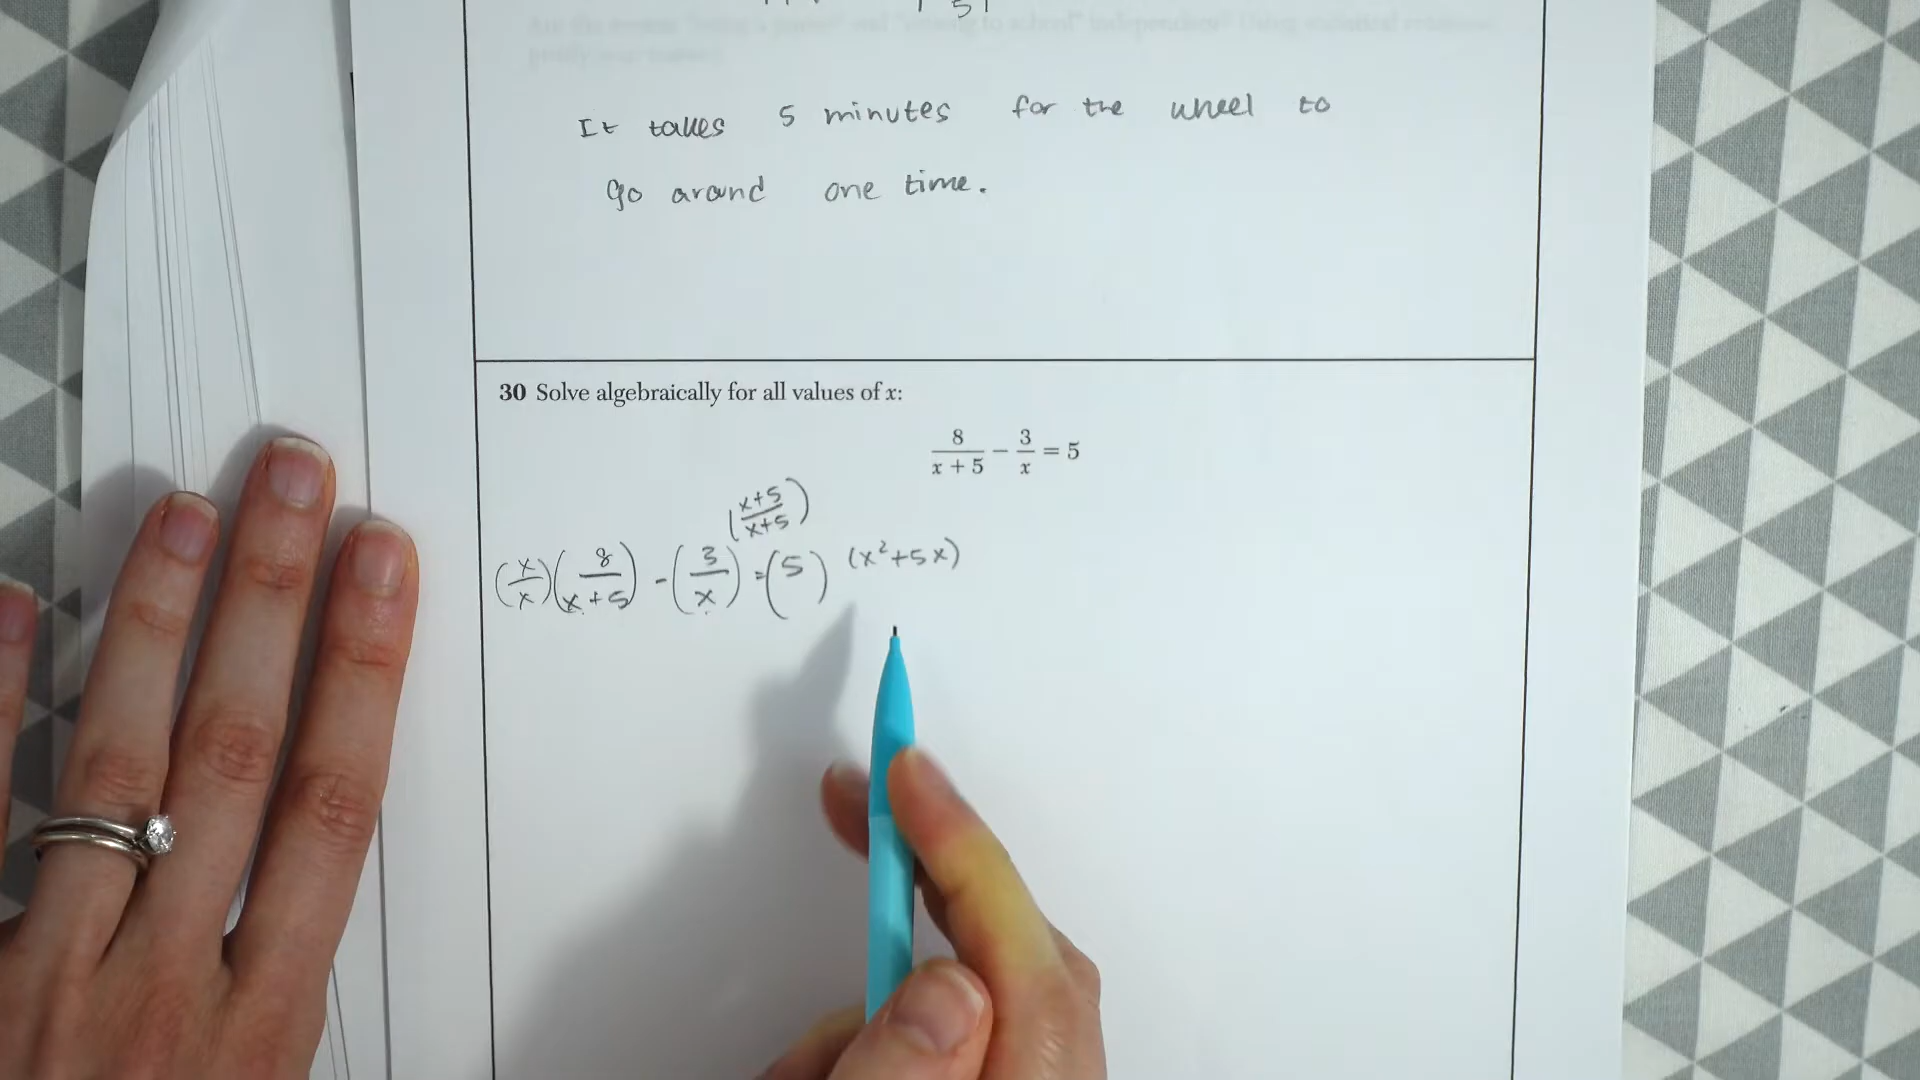 It takes 5 minutes for the wheel to
go around one time.
30 Solve algebraically for all values of x:
8/(x + 5) − 3/x = 5
((x+5)/(x+5))
(x/x)(8/(x+5)) - (3/x) = (5) (x²+5x)